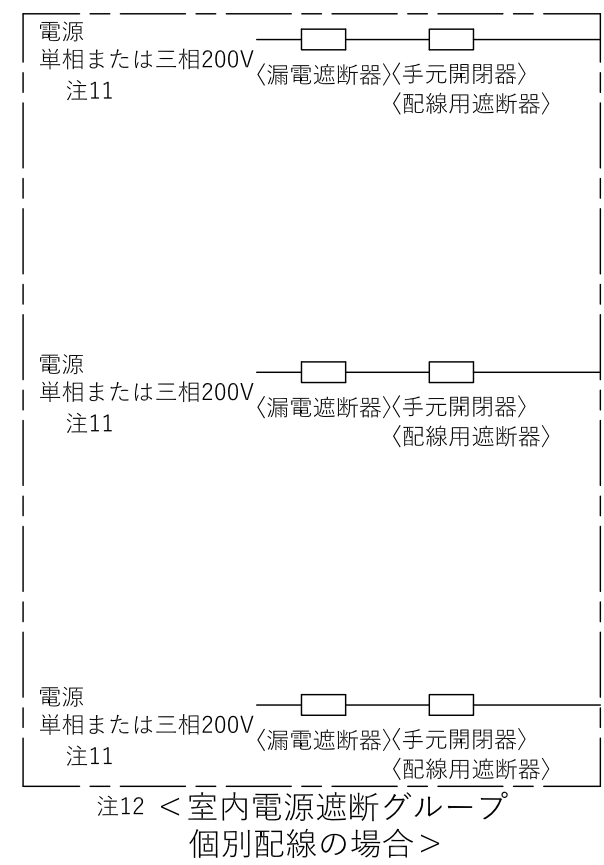 電源
単相または三相200V
注11
〈漏電遮断器〉〈手元開閉器〉
〈配線用遮断器〉
電源
単相または三相200V
注11
〈漏電遮断器〉〈手元開閉器〉
〈配線用遮断器〉
電源
単相または三相200V
注11
〈漏電遮断器〉〈手元開閉器〉
〈配線用遮断器〉
注12 <室内電源遮断グループ
個別配線の場合>